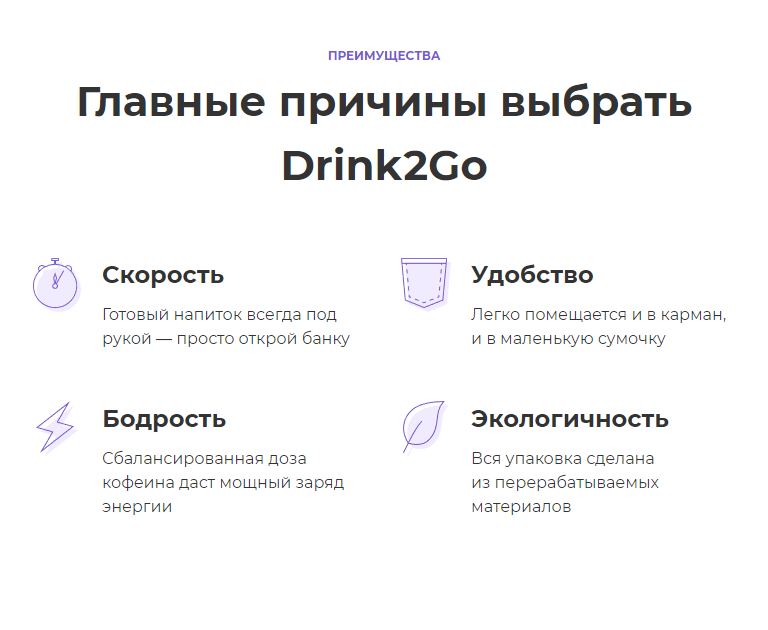 ПРЕИМУЩЕСТВА
Главные причины выбрать
Drink2Go
Скорость
Готовый напиток всегда под
рукой — просто открой банку
Удобство
Легко помещается и в карман,
и в маленькую сумочку
Бодрость
Сбалансированная доза
кофеина даст мощный заряд
энергии
Экологичность
Вся упаковка сделана
из перерабатываемых
материалов